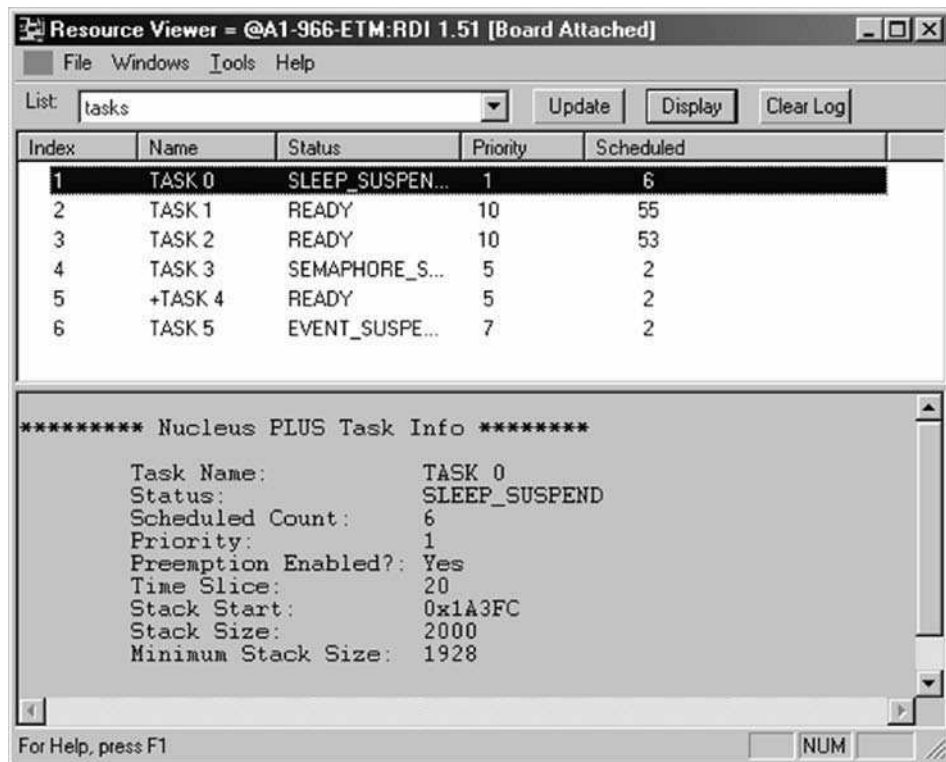 Resource Viewer = @A1-966-ETM:RDI 1.51 [Board Attached]
File Windows Tools Help
List: tasks Update Display Clear Log
Index Name Status Priority Scheduled
1 TASK 0 SLEEP_SUSPEN... 1 6
2 TASK 1 READY 10 55
3 TASK 2 READY 10 53
4 TASK 3 SEMAPHORE_S... 5 2
5 +TASK 4 READY 5 2
6 TASK 5 EVENT_SUSPE... 7 2
********* Nucleus PLUS Task Info ********
Task Name: TASK 0
Status: SLEEP_SUSPEND
Scheduled Count: 6
Priority: 1
Preemption Enabled?: Yes
Time Slice: 20
Stack Start: 0x1A3FC
Stack Size: 2000
Minimum Stack Size: 1928
For Help, press F1 NUM